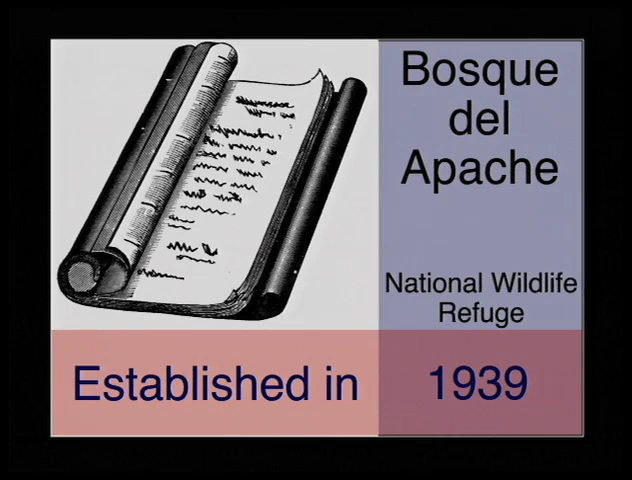 Bosque
del
Apache
National Wildlife
Refuge
Established in 1939